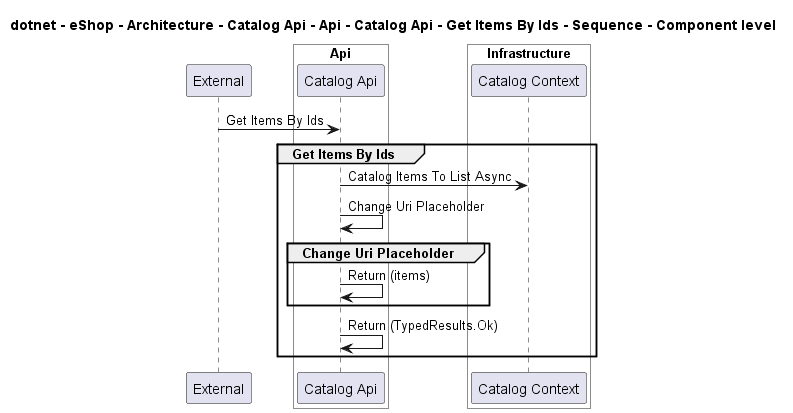 dotnet - eShop - Architecture - Catalog Api - Api - Catalog Api - Get Items By Ids - Sequence - Component level
Api
Infrastructure
External
Catalog Api
Catalog Context
Get Items By Ids
Get Items By Ids
Catalog Items To List Async
Change Uri Placeholder
Change Uri Placeholder
Return (items)
Return (TypedResults.Ok)
External
Catalog Api
Catalog Context